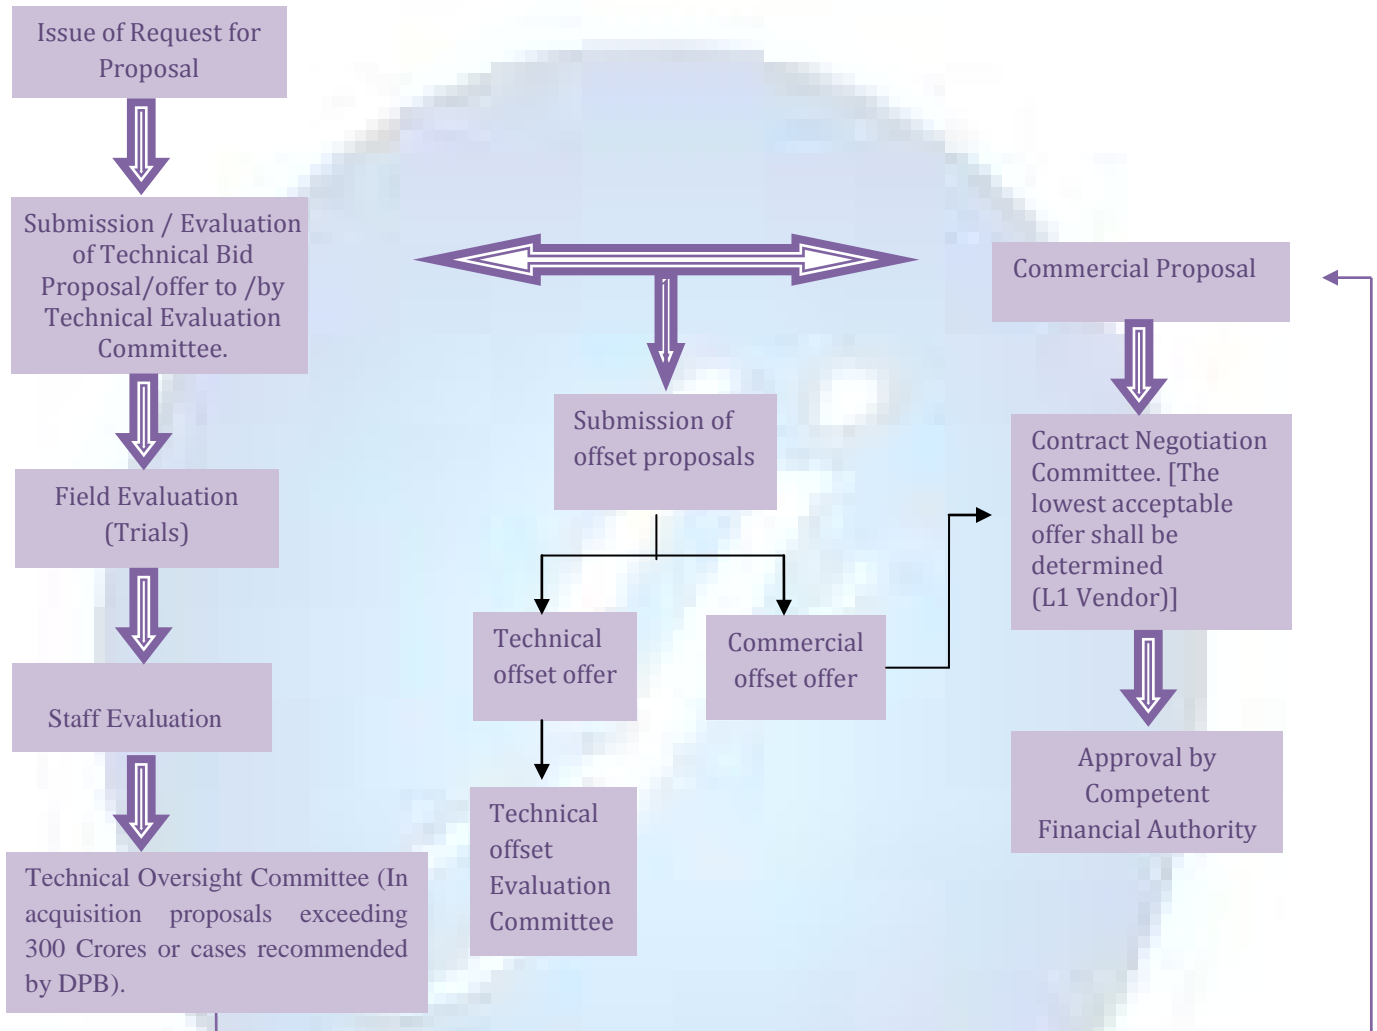 Issue of Request for
Proposal
Submission / Evaluation
of Technical Bid
Proposal/offer to /by
Technical Evaluation
Committee.
Field Evaluation
(Trials)
Staff Evaluation
Technical Oversight Committee (In
acquisition proposals exceeding
300 Crores or cases recommended
by DPB).
Submission of
offset proposals
Technical
offset offer
Commercial
offset offer
Technical
offset
Evaluation
Committee
Commercial Proposal
Contract Negotiation
Committee. [The
lowest acceptable
offer shall be
determined
(L1 Vendor)]
Approval by
Competent
Financial Authority